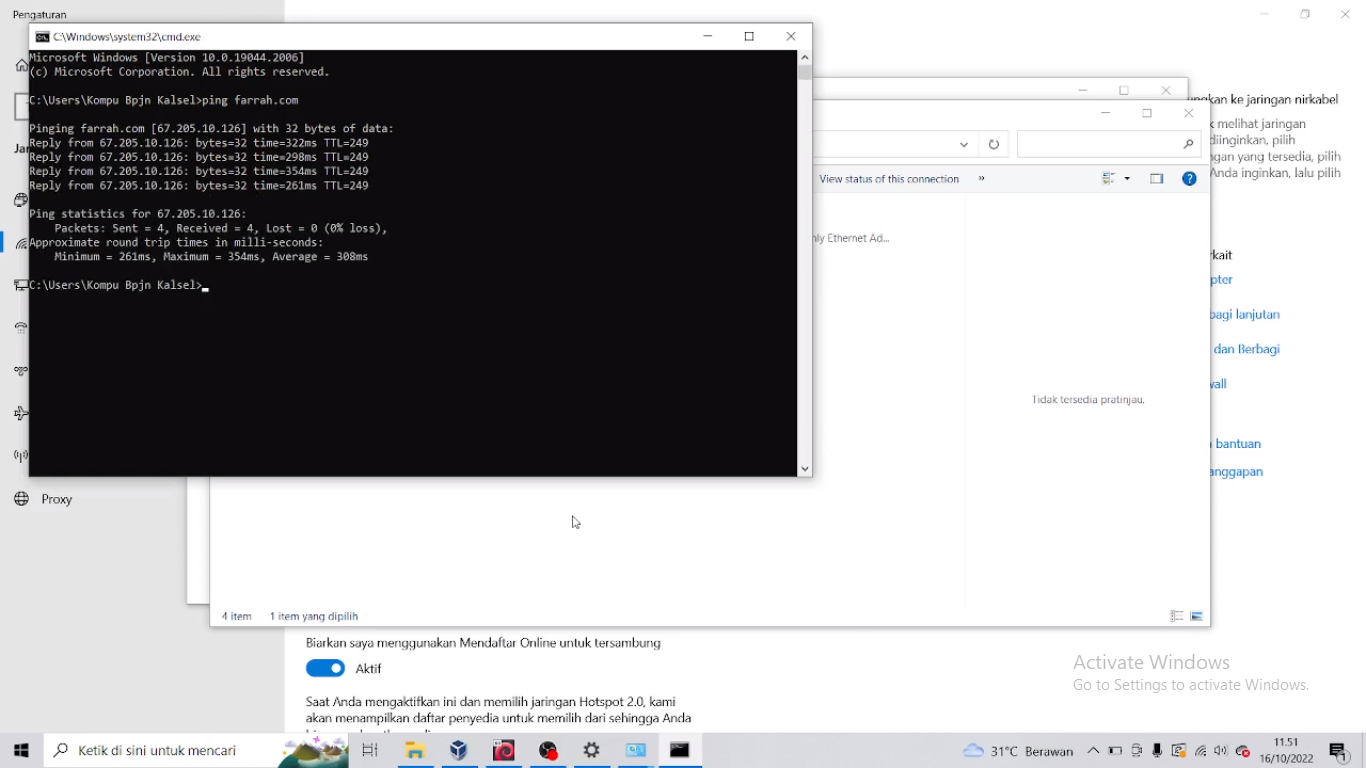 Pengaturan
C:\Windows\system32\cmd.exe
Microsoft Windows [Version 10.0.19044.2006]
(c) Microsoft Corporation. All rights reserved.
C:\Users\Kompu Bpjn Kalsel>ping farrah.com
Pinging farrah.com [67.205.10.126] with 32 bytes of data:
Reply from 67.205.10.126: bytes=32 time=322ms TTL=249
Reply from 67.205.10.126: bytes=32 time=298ms TTL=249
Reply from 67.205.10.126: bytes=32 time=354ms TTL=249
Reply from 67.205.10.126: bytes=32 time=261ms TTL=249
Ping statistics for 67.205.10.126:
Packets: Sent = 4, Received = 4, Lost = 0 (0% loss),
Approximate round trip times in milli-seconds:
Minimum = 261ms, Maximum = 354ms, Average = 308ms
C:\Users\Kompu Bpjn Kalsel>
Proxy
View status of this connection »
Ethernet Ad...
Tidak tersedia pratinjau.
4 item 1 item yang dipilih
ke jaringan nirkabel
melihat jaringan
diinginkan, pilih
yang tersedia, pilih
Anda inginkan, lalu pilih
lanjutan
dan Berbagi
bantuan
Biarkan saya menggunakan Mendaftar Online untuk tersambung
Aktif
Saat Anda mengaktifkan ini dan memilih jaringan Hotspot 2.0, kami
akan menampilkan daftar penyedia untuk memilih dari sehingga Anda
Activate Windows
Go to Settings to activate Windows.
Ketik di sini untuk mencari
31°C Berawan
11.51
16/10/2022
1